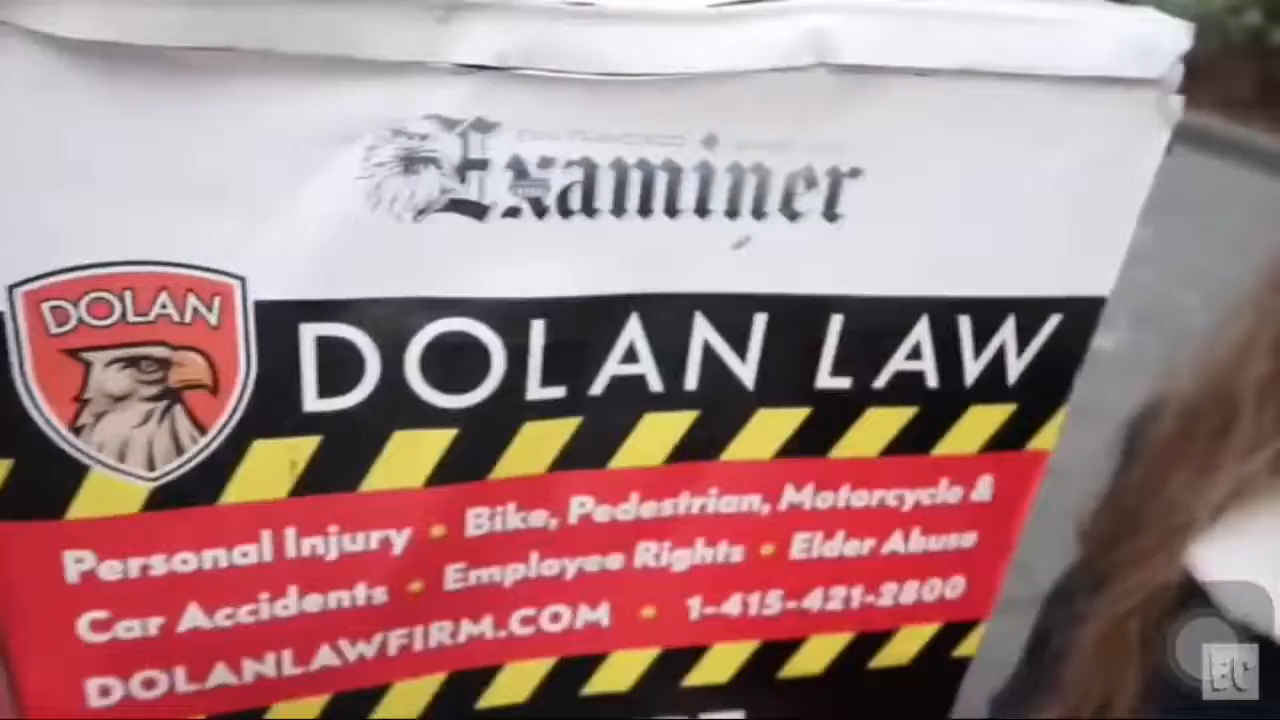 Examiner
DOLAN
DOLAN LAW
Personal Injury • Bike, Pedestrian, Motorcycle &
Car Accidents • Employee Rights • Elder Abuse
DOLANLAWFIRM.COM • 1-415-421-2800